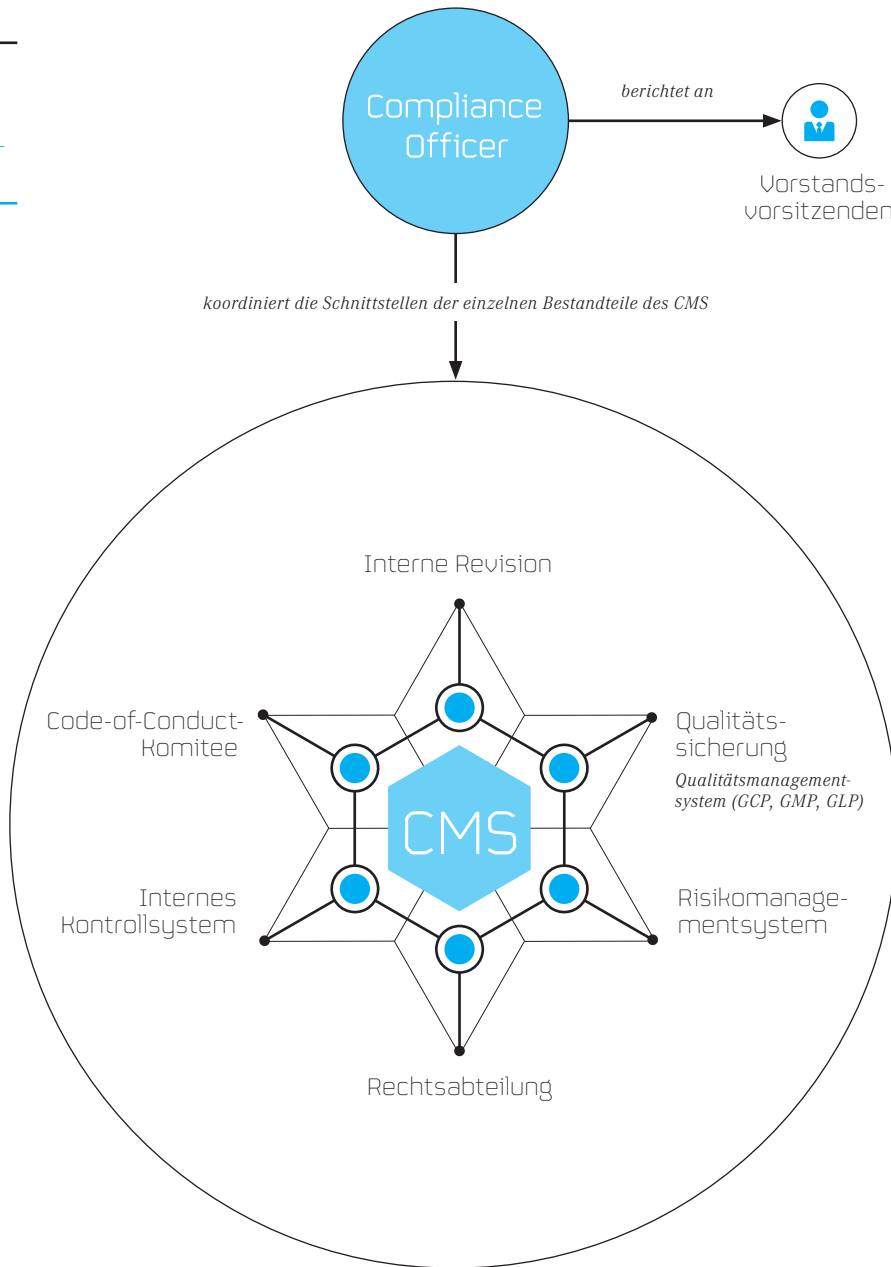 Compliance
Officer
berichtet an
Vorstands-
vorsitzenden
koordiniert die Schnittstellen der einzelnen Bestandteile des CMS
Interne Revision
Code-of-Conduct-
Komitee
Qualitäts-
sicherung
Qualitätsmanagement-
system (GCP, GMP, GLP)
CMS
Internes
Kontrollsystem
Risikomanage-
mentsystem
Rechtsabteilung